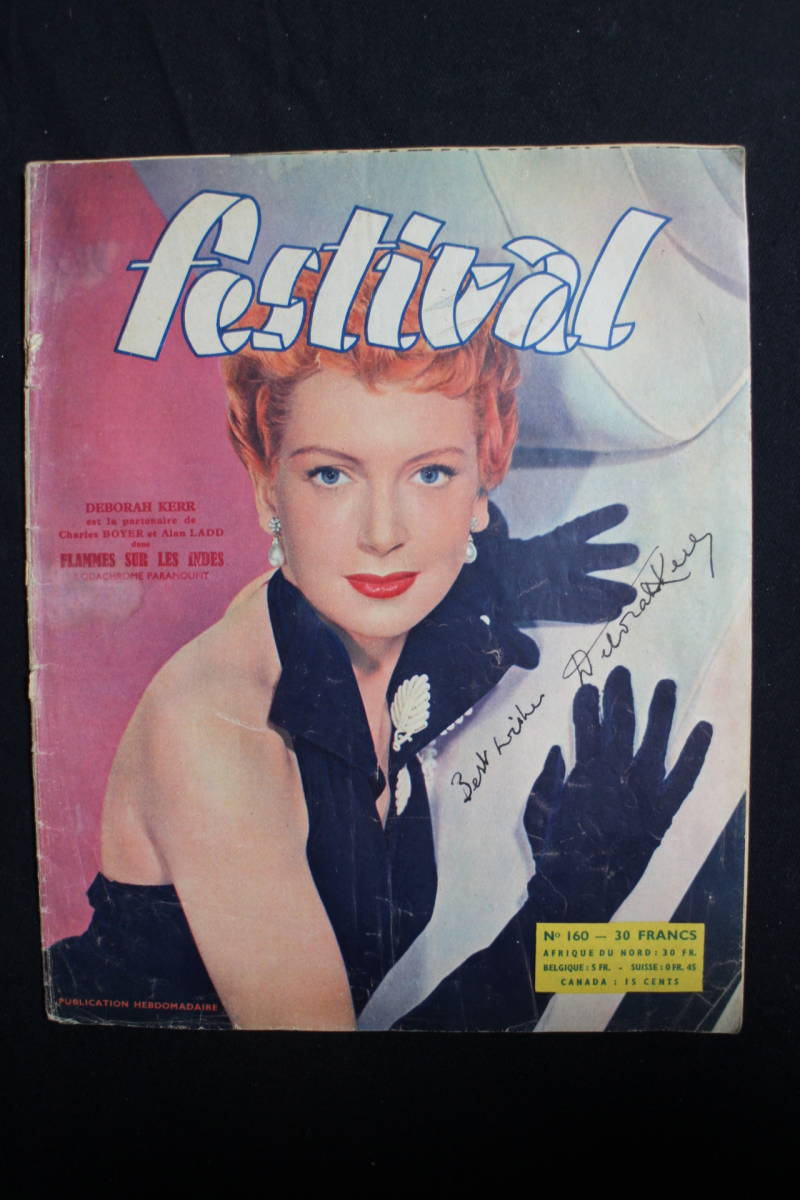 festival
DEBORAH KERR
est la partenaire de
Charles BOYER et Alan LADD
dans
FLAMMES SUR LES INDES
KODACHROME PARAMOUNT
Best wishes Deborah Kerr
Nº 160 — 30 FRANCS
AFRIQUE DU NORD : 30 FR.
BELGIQUE : 5 FR. - SUISSE : 0 FR. 45
CANADA : 15 CENTS
PUBLICATION HEBDOMADAIRE